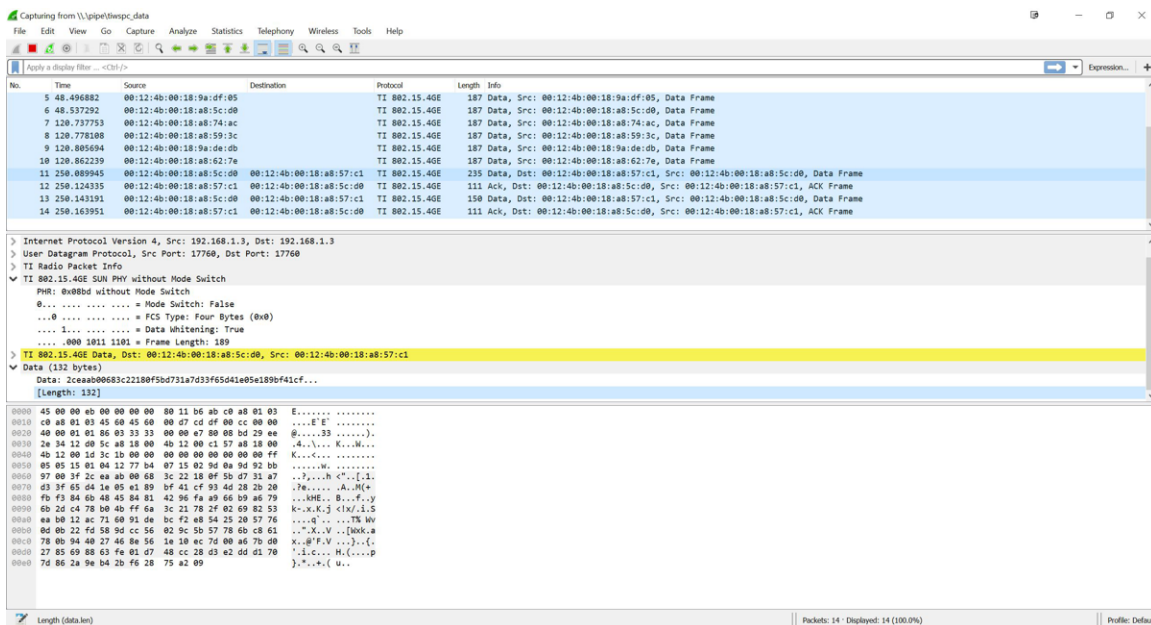 Capturing from \\.\pipe\tiwspc_data
File Edit View Go Capture Analyze Statistics Telephony Wireless Tools Help
Apply a display filter ... <Ctrl-/>
Expression... +
No. Time Source Destination Protocol Length Info
5 48.496882 00:12:4b:00:18:9a:df:05 TI 802.15.4GE 187 Data, Src: 00:12:4b:00:18:9a:df:05, Data Frame
6 48.537292 00:12:4b:00:18:a8:5c:d0 TI 802.15.4GE 187 Data, Src: 00:12:4b:00:18:a8:5c:d0, Data Frame
7 120.737753 00:12:4b:00:18:a8:74:ac TI 802.15.4GE 187 Data, Src: 00:12:4b:00:18:a8:74:ac, Data Frame
8 120.778108 00:12:4b:00:18:a8:59:3c TI 802.15.4GE 187 Data, Src: 00:12:4b:00:18:a8:59:3c, Data Frame
9 120.805694 00:12:4b:00:18:9a:de:db TI 802.15.4GE 187 Data, Src: 00:12:4b:00:18:9a:de:db, Data Frame
10 120.862239 00:12:4b:00:18:a8:62:7e TI 802.15.4GE 187 Data, Src: 00:12:4b:00:18:a8:62:7e, Data Frame
11 250.089945 00:12:4b:00:18:a8:5c:d0 00:12:4b:00:18:a8:57:c1 TI 802.15.4GE 235 Data, Dst: 00:12:4b:00:18:a8:57:c1, Src: 00:12:4b:00:18:a8:5c:d0, Data Frame
12 250.124335 00:12:4b:00:18:a8:57:c1 00:12:4b:00:18:a8:5c:d0 TI 802.15.4GE 111 Ack, Dst: 00:12:4b:00:18:a8:5c:d0, Src: 00:12:4b:00:18:a8:57:c1, ACK Frame
13 250.143191 00:12:4b:00:18:a8:5c:d0 00:12:4b:00:18:a8:57:c1 TI 802.15.4GE 150 Data, Dst: 00:12:4b:00:18:a8:57:c1, Src: 00:12:4b:00:18:a8:5c:d0, Data Frame
14 250.163951 00:12:4b:00:18:a8:57:c1 00:12:4b:00:18:a8:5c:d0 TI 802.15.4GE 111 Ack, Dst: 00:12:4b:00:18:a8:5c:d0, Src: 00:12:4b:00:18:a8:57:c1, ACK Frame
Internet Protocol Version 4, Src: 192.168.1.3, Dst: 192.168.1.3
User Datagram Protocol, Src Port: 17760, Dst Port: 17760
TI Radio Packet Info
TI 802.15.4GE SUN PHY without Mode Switch
PHR: 0x08bd without Mode Switch
0... .... .... .... = Mode Switch: False
...0 .... .... .... = FCS Type: Four Bytes (0x0)
.... 1... .... .... = Data Whitening: True
.... .000 1011 1101 = Frame Length: 189
TI 802.15.4GE Data, Dst: 00:12:4b:00:18:a8:5c:d0, Src: 00:12:4b:00:18:a8:57:c1
Data (132 bytes)
Data: 2ceaab00683c22180f5bd731a7d33f65d41e05e189bf41cf...
[Length: 132]
0000 45 00 00 eb 00 00 00 00 80 11 b6 ab c0 a8 01 03 E....... ........
0010 c0 a8 01 03 45 60 45 60 00 d7 cd df 00 cc 00 00 ....E`E` ........
0020 40 00 01 01 86 03 33 33 00 00 e7 80 08 bd 29 ee @.....33 ......).
0030 2e 34 12 d0 5c a8 18 00 4b 12 00 c1 57 a8 18 00 .4..\... K...W...
0040 4b 12 00 1d 3c 1b 00 00 00 00 00 00 00 00 00 ff K...<... ........
0050 05 05 15 01 04 12 77 b4 07 15 02 9d 0a 9d 92 bb ......w. ........
0060 97 00 3f 2c ea ab 00 68 3c 22 18 0f 5b d7 31 a7 ..?,...h <"..[.1.
0070 d3 3f 65 d4 1e 05 e1 89 bf 41 cf 93 4d 28 2b 20 .?e..... .A..M(+
0080 fb f3 84 6b 48 45 84 81 42 96 fa a9 66 b9 a6 79 ...kHE.. B...f..y
0090 6b 2d c4 78 b0 4b ff 6a 3c 21 78 2f 02 69 82 53 k-.x.K.j <!x/.i.S
00a0 ea b0 12 ac 71 60 91 de bc f2 e8 54 25 20 57 76 ....q`.. ...T% Wv
00b0 0d 0b 22 fd 58 9d cc 56 02 9c 5b 57 78 6b c8 61 ..".X..V ..[Wxk.a
00c0 78 0b 94 40 27 46 8e 56 1e 10 ec 7d 00 a6 7b d0 x..@'F.V ...}..{.
00d0 27 85 69 88 63 fe 01 d7 48 cc 28 d3 e2 dd d1 70 '.i.c... H.(....p
00e0 7d 86 2a 9e b4 2b f6 28 75 a2 09 }.*..+.( u..
Length (data.len) Packets: 14 · Displayed: 14 (100.0%) Profile: Defau